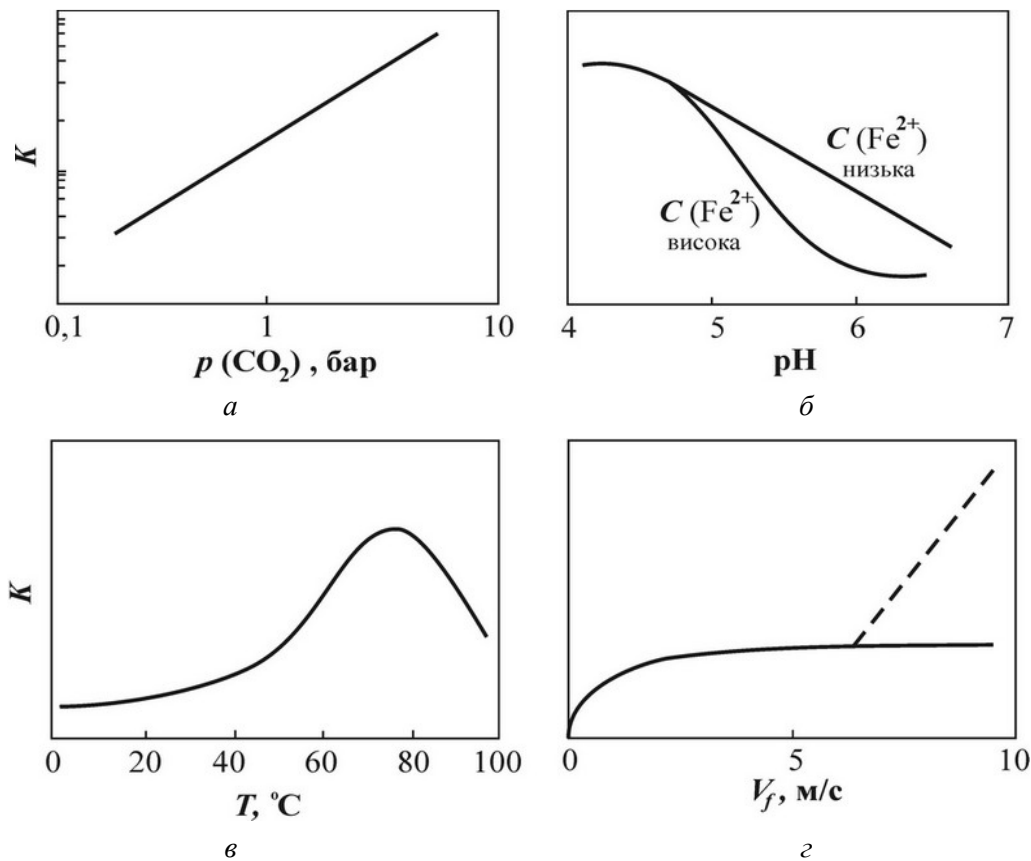 K
0,1 1 10
p (CO₂) , бар
а
C (Fe²⁺)
низька
C (Fe²⁺)
висока
4 5 6 7
pH
б
K
0 20 40 60 80 100
T, °C
в
0 5 10
V_f, м/с
г